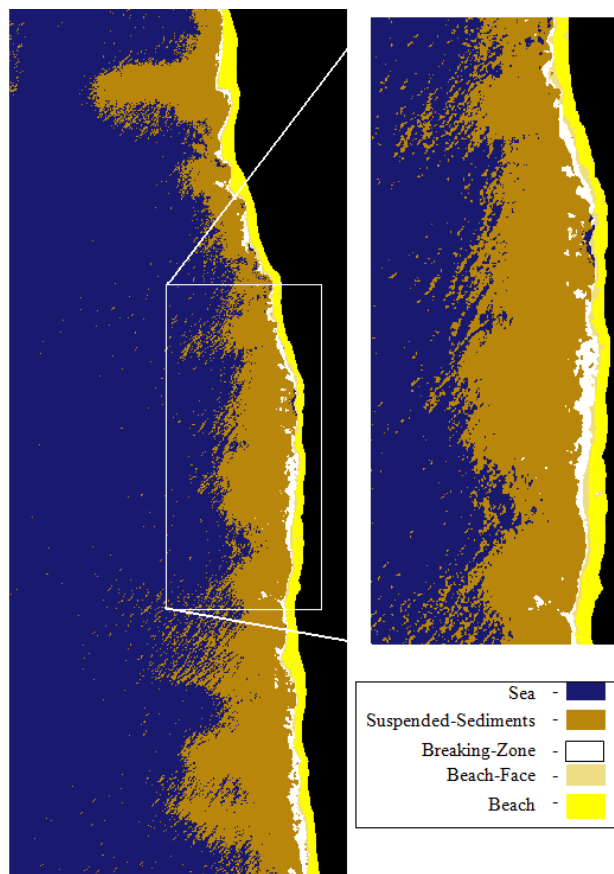 Sea -
Suspended-Sediments -
Breaking-Zone -
Beach-Face -
Beach -